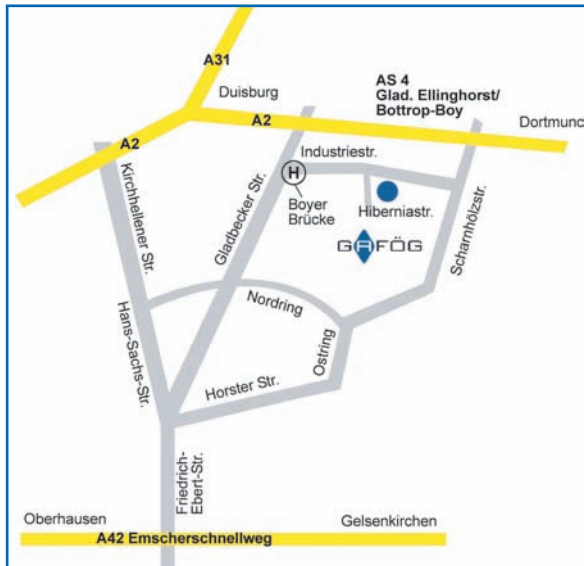 A31
Duisburg
AS 4
Glad. Ellinghorst/
Bottrop-Boy
A2
Dortmund
A2
Industriestr.
H
Boyer
Brücke
Hiberniastr.
GAFÖG
Kirchhellener Str.
Gladbecker Str.
Scharnhölzstr.
Nordring
Hans-Sachs-Str.
Ostring
Horster Str.
Friedrich-
Ebert-Str.
Oberhausen
Gelsenkirchen
A42 Emscherschnellweg